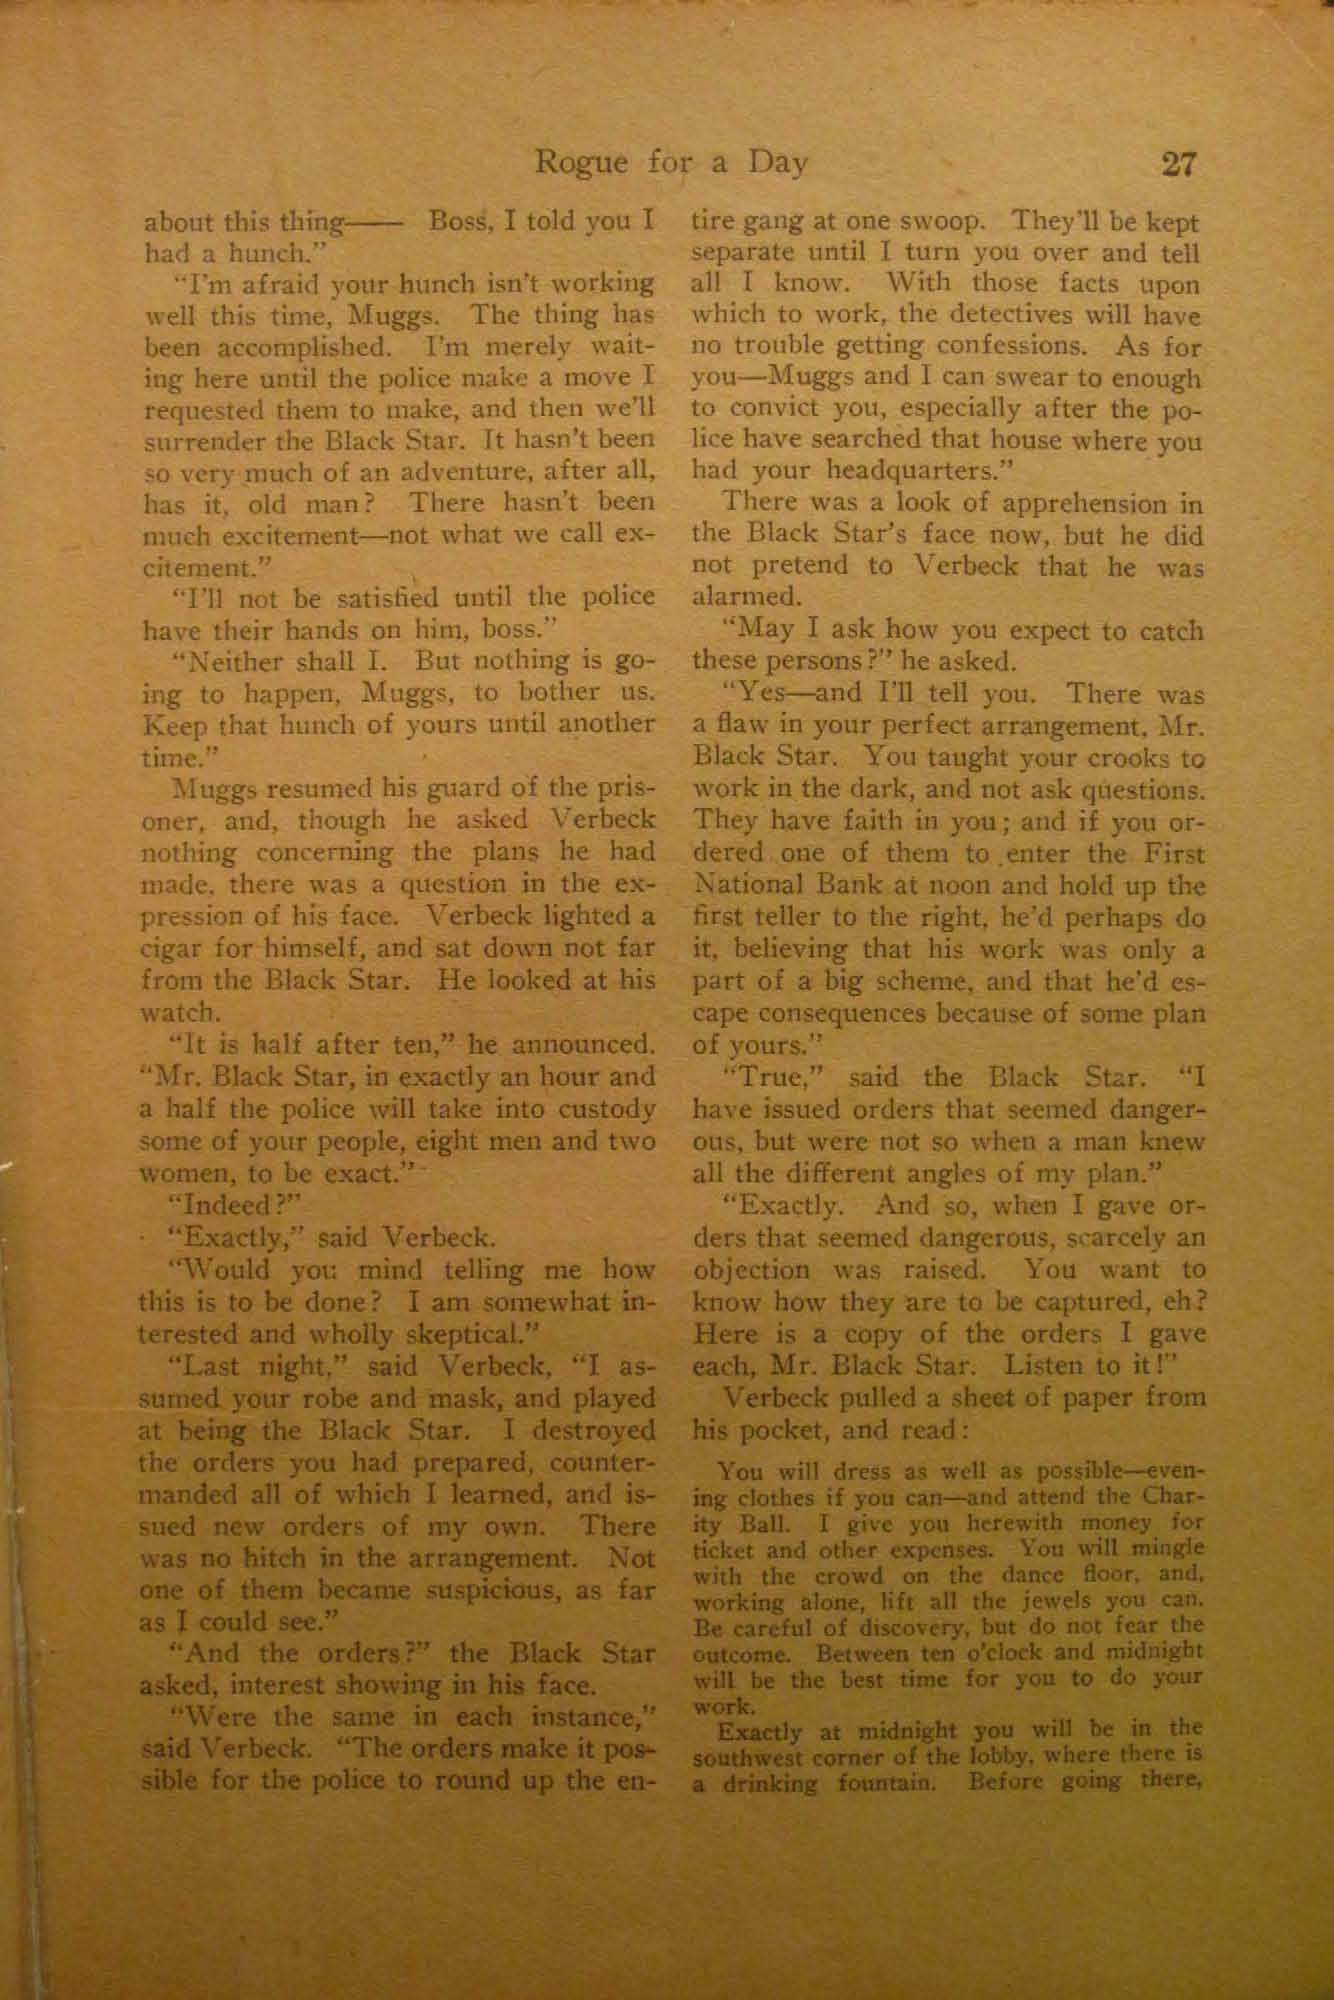 Rogue for a Day 27
about this thing—— Boss, I told you I
had a hunch.”
“I’m afraid your hunch isn’t working
well this time, Muggs. The thing has
been accomplished. I’m merely wait-
ing here until the police make a move I
requested them to make, and then we’ll
surrender the Black Star. It hasn’t been
so very much of an adventure, after all,
has it, old man? There hasn’t been
much excitement—not what we call ex-
citement.”
“I’ll not be satisfied until the police
have their hands on him, boss.”
“Neither shall I. But nothing is go-
ing to happen, Muggs, to bother us.
Keep that hunch of yours until another
time.”
Muggs resumed his guard of the pris-
oner, and, though he asked Verbeck
nothing concerning the plans he had
made, there was a question in the ex-
pression of his face. Verbeck lighted a
cigar for himself, and sat down not far
from the Black Star. He looked at his
watch.
“It is half after ten,” he announced.
“Mr. Black Star, in exactly an hour and
a half the police will take into custody
some of your people, eight men and two
women, to be exact.”
“Indeed?”
“Exactly,” said Verbeck.
“Would you mind telling me how
this is to be done? I am somewhat in-
terested and wholly skeptical.”
“Last night,” said Verbeck, “I as-
sumed your robe and mask, and played
at being the Black Star. I destroyed
the orders you had prepared, counter-
manded all of which I learned, and is-
sued new orders of my own. There
was no hitch in the arrangement. Not
one of them became suspicious, as far
as I could see.”
“And the orders?” the Black Star
asked, interest showing in his face.
“Were the same in each instance,”
said Verbeck. “The orders make it pos-
sible for the police to round up the en-
tire gang at one swoop. They’ll be kept
separate until I turn you over and tell
all I know. With those facts upon
which to work, the detectives will have
no trouble getting confessions. As for
you—Muggs and I can swear to enough
to convict you, especially after the po-
lice have searched that house where you
had your headquarters.”
There was a look of apprehension in
the Black Star’s face now, but he did
not pretend to Verbeck that he was
alarmed.
“May I ask how you expect to catch
these persons?” he asked.
“Yes—and I’ll tell you. There was
a flaw in your perfect arrangement, Mr.
Black Star. You taught your crooks to
work in the dark, and not ask questions.
They have faith in you; and if you or-
dered one of them to enter the First
National Bank at noon and hold up the
first teller to the right, he’d perhaps do
it, believing that his work was only a
part of a big scheme, and that he’d es-
cape consequences because of some plan
of yours.”
“True,” said the Black Star. “I
have issued orders that seemed danger-
ous, but were not so when a man knew
all the different angles of my plan.”
“Exactly. And so, when I gave or-
ders that seemed dangerous, scarcely an
objection was raised. You want to
know how they are to be captured, eh?
Here is a copy of the orders I gave
each, Mr. Black Star. Listen to it!”
Verbeck pulled a sheet of paper from
his pocket, and read:
You will dress as well as possible—even-
ing clothes if you can—and attend the Char-
ity Ball. I give you herewith money for
ticket and other expenses. You will mingle
with the crowd on the dance floor, and,
working alone, lift all the jewels you can.
Be careful of discovery, but do not fear the
outcome. Between ten o’clock and midnight
will be the best time for you to do your
work.
Exactly at midnight you will be in the
southwest corner of the lobby, where there is
a drinking fountain. Before going there,